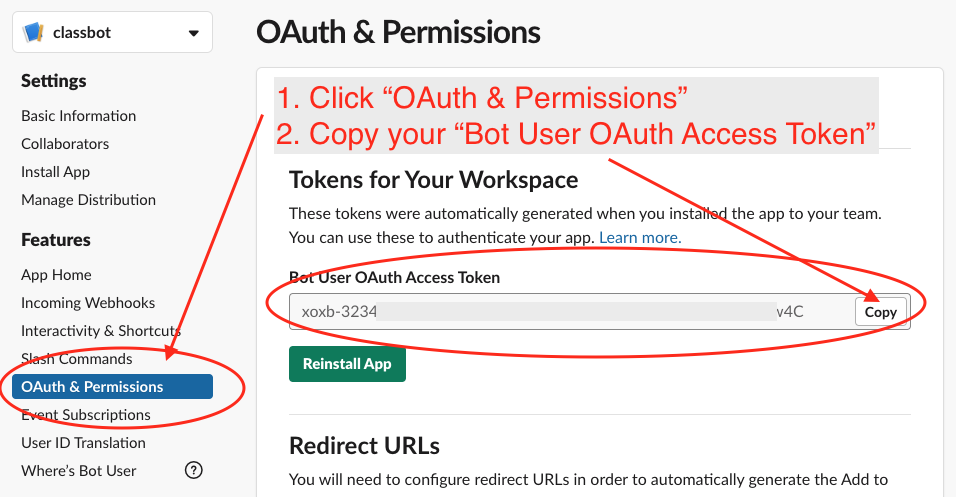 classbot
Settings
Basic Information
Collaborators
Install App
Manage Distribution
Features
App Home
Incoming Webhooks
Interactivity & Shortcuts
Slash Commands
OAuth & Permissions
Event Subscriptions
User ID Translation
Where's Bot User
?
OAuth & Permissions
1. Click “OAuth & Permissions”
2. Copy your “Bot User OAuth Access Token”
Tokens for Your Workspace
These tokens were automatically generated when you installed the app to your team.
You can use these to authenticate your app. Learn more.
Bot User OAuth Access Token
xoxb-3234 w4C
Copy
Reinstall App
Redirect URLs
You will need to configure redirect URLs in order to automatically generate the Add to